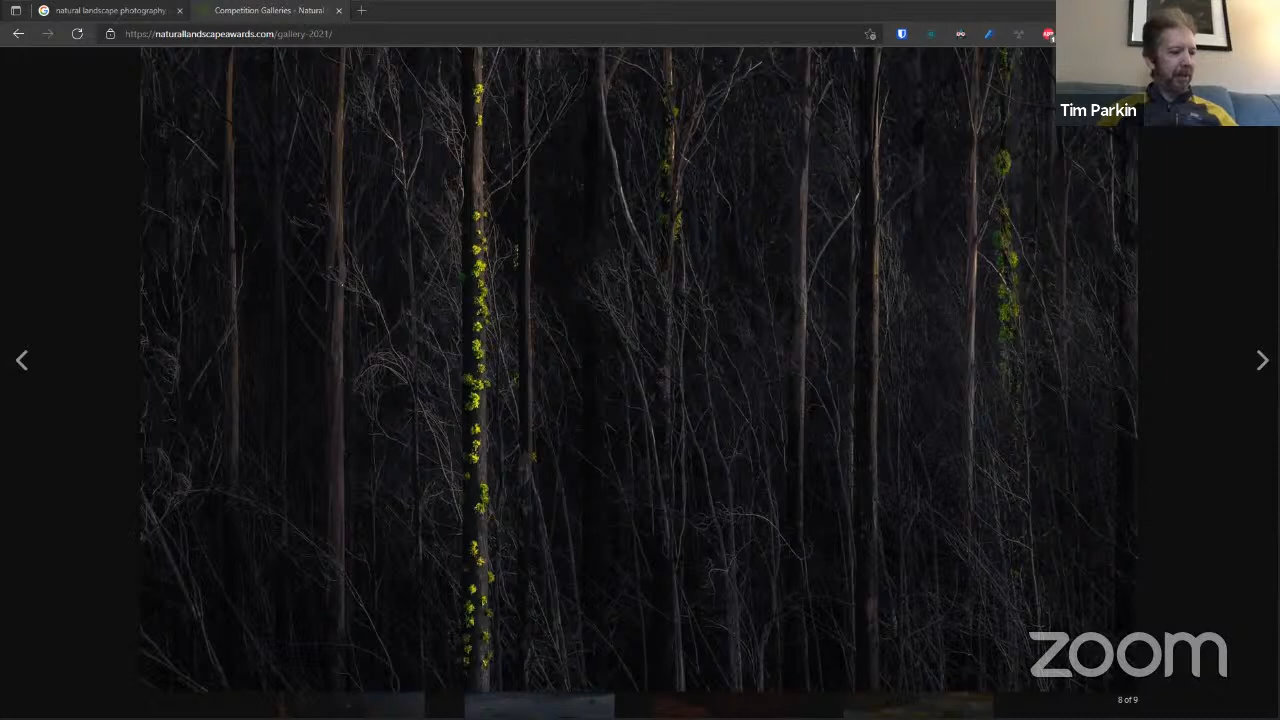 natural landscape photography
Competition Galleries - Natural
https://naturallandscapeawards.com/gallery-2021/
Tim Parkin
zoom
8 of 9